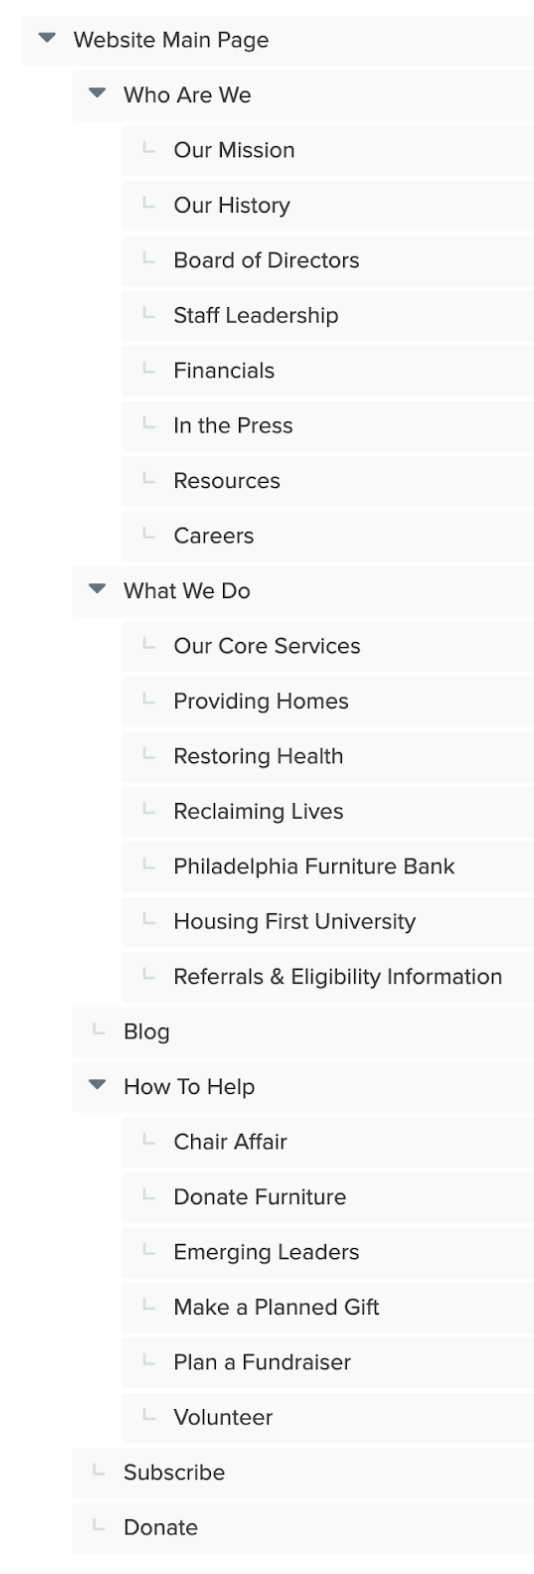 Website Main Page
Who Are We
Our Mission
Our History
Board of Directors
Staff Leadership
Financials
In the Press
Resources
Careers
What We Do
Our Core Services
Providing Homes
Restoring Health
Reclaiming Lives
Philadelphia Furniture Bank
Housing First University
Referrals & Eligibility Information
Blog
How To Help
Chair Affair
Donate Furniture
Emerging Leaders
Make a Planned Gift
Plan a Fundraiser
Volunteer
Subscribe
Donate